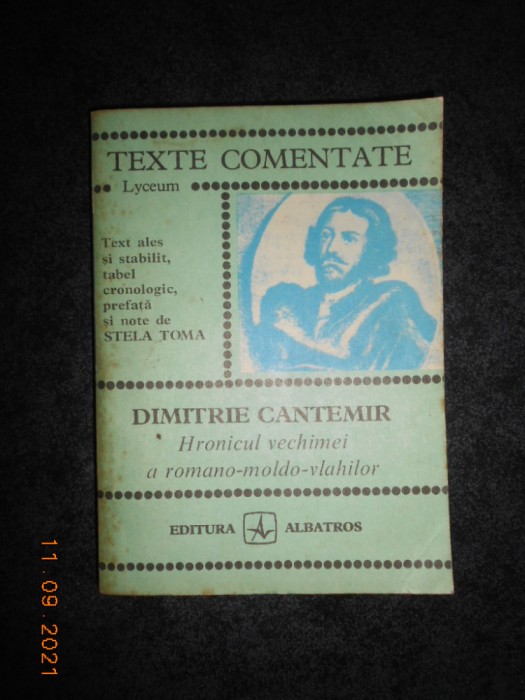 TEXTE COMENTATE
Lyceum
Text ales
și stabilit,
tabel
cronologic,
prefață
și note de
STELA TOMA
DIMITRIE CANTEMIR
Hronicul vechimei
a romano-moldo-vlahilor
EDITURA ALBATROS
11.09.2021